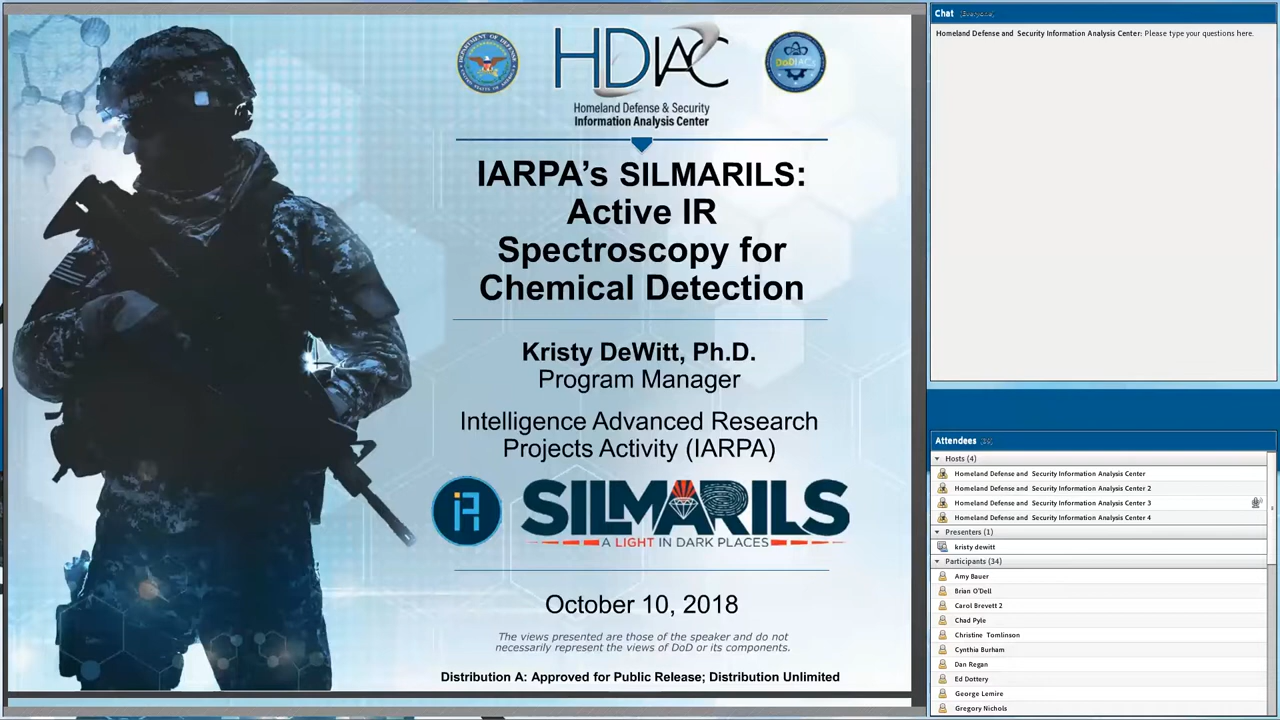 DEPARTMENT OF DEFENSE
HDIAC
DoDIACs
Homeland Defense & Security
Information Analysis Center
IARPA's SILMARILS:
Active IR
Spectroscopy for
Chemical Detection
Kristy DeWitt, Ph.D.
Program Manager
Intelligence Advanced Research
Projects Activity (IARPA)
SILMARILS
A LIGHT IN DARK PLACES
October 10, 2018
The views presented are those of the speaker and do not
necessarily represent the views of DoD or its components.
Distribution A: Approved for Public Release; Distribution Unlimited
Chat (Everyone)
Homeland Defense and Security Information Analysis Center: Please type your questions here.
Attendees
Hosts (4)
Homeland Defense and Security Information Analysis Center
Homeland Defense and Security Information Analysis Center 2
Homeland Defense and Security Information Analysis Center 3
Homeland Defense and Security Information Analysis Center 4
Presenters (1)
kristy dewitt
Participants (34)
Amy Bauer
Brian O'Dell
Carol Brevett 2
Chad Pyle
Christine Tomlinson
Cynthia Burham
Dan Regan
Ed Dottery
George Lemire
Gregory Nichols